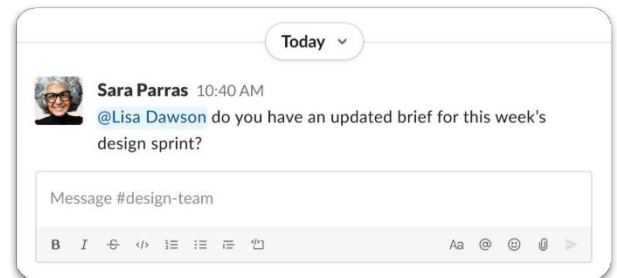 Today
Sara Parras 10:40 AM
@Lisa Dawson do you have an updated brief for this week’s
design sprint?
Message #design-team
B I S </> Aa @